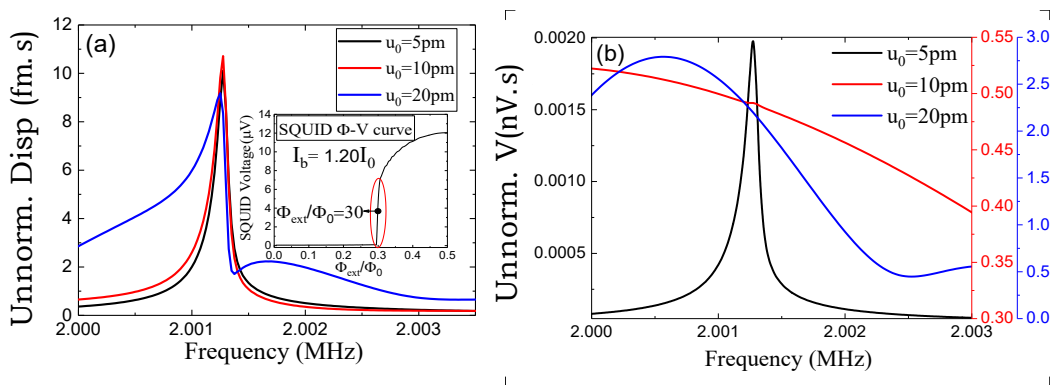 (a)
u0=5pm
u0=10pm
u0=20pm
Unnorm. Disp (fm. s)
12
10
8
6
4
2
0
2.000
2.001
2.002
2.003
Frequency (MHz)
SQUID Φ-V curve
Ib= 1.20I0
Φext/Φ0=30
SQUID Voltage(μV)
14
12
10
8
6
4
2
0
0.0
0.1
0.2
0.3
0.4
0.5
Φext/Φ0
(b)
u0=5pm
u0=10pm
u0=20pm
Unnorm. V(nV.s)
0.0020
0.0015
0.0010
0.0005
2.000
2.001
2.002
2.003
Frequency (MHz)
0.55
0.50
0.45
0.40
0.35
0.30
3.0
2.5
2.0
1.5
1.0
0.5
0.0